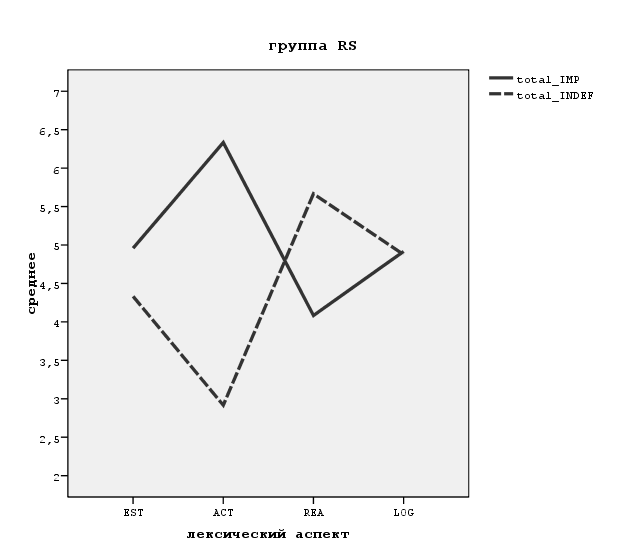 группа RS
total_IMP
total_INDEF
7
6,5
6
5,5
5
4,5
4
3,5
3
2,5
2
среднее
EST
ACT
REA
LOG
лексический аспект